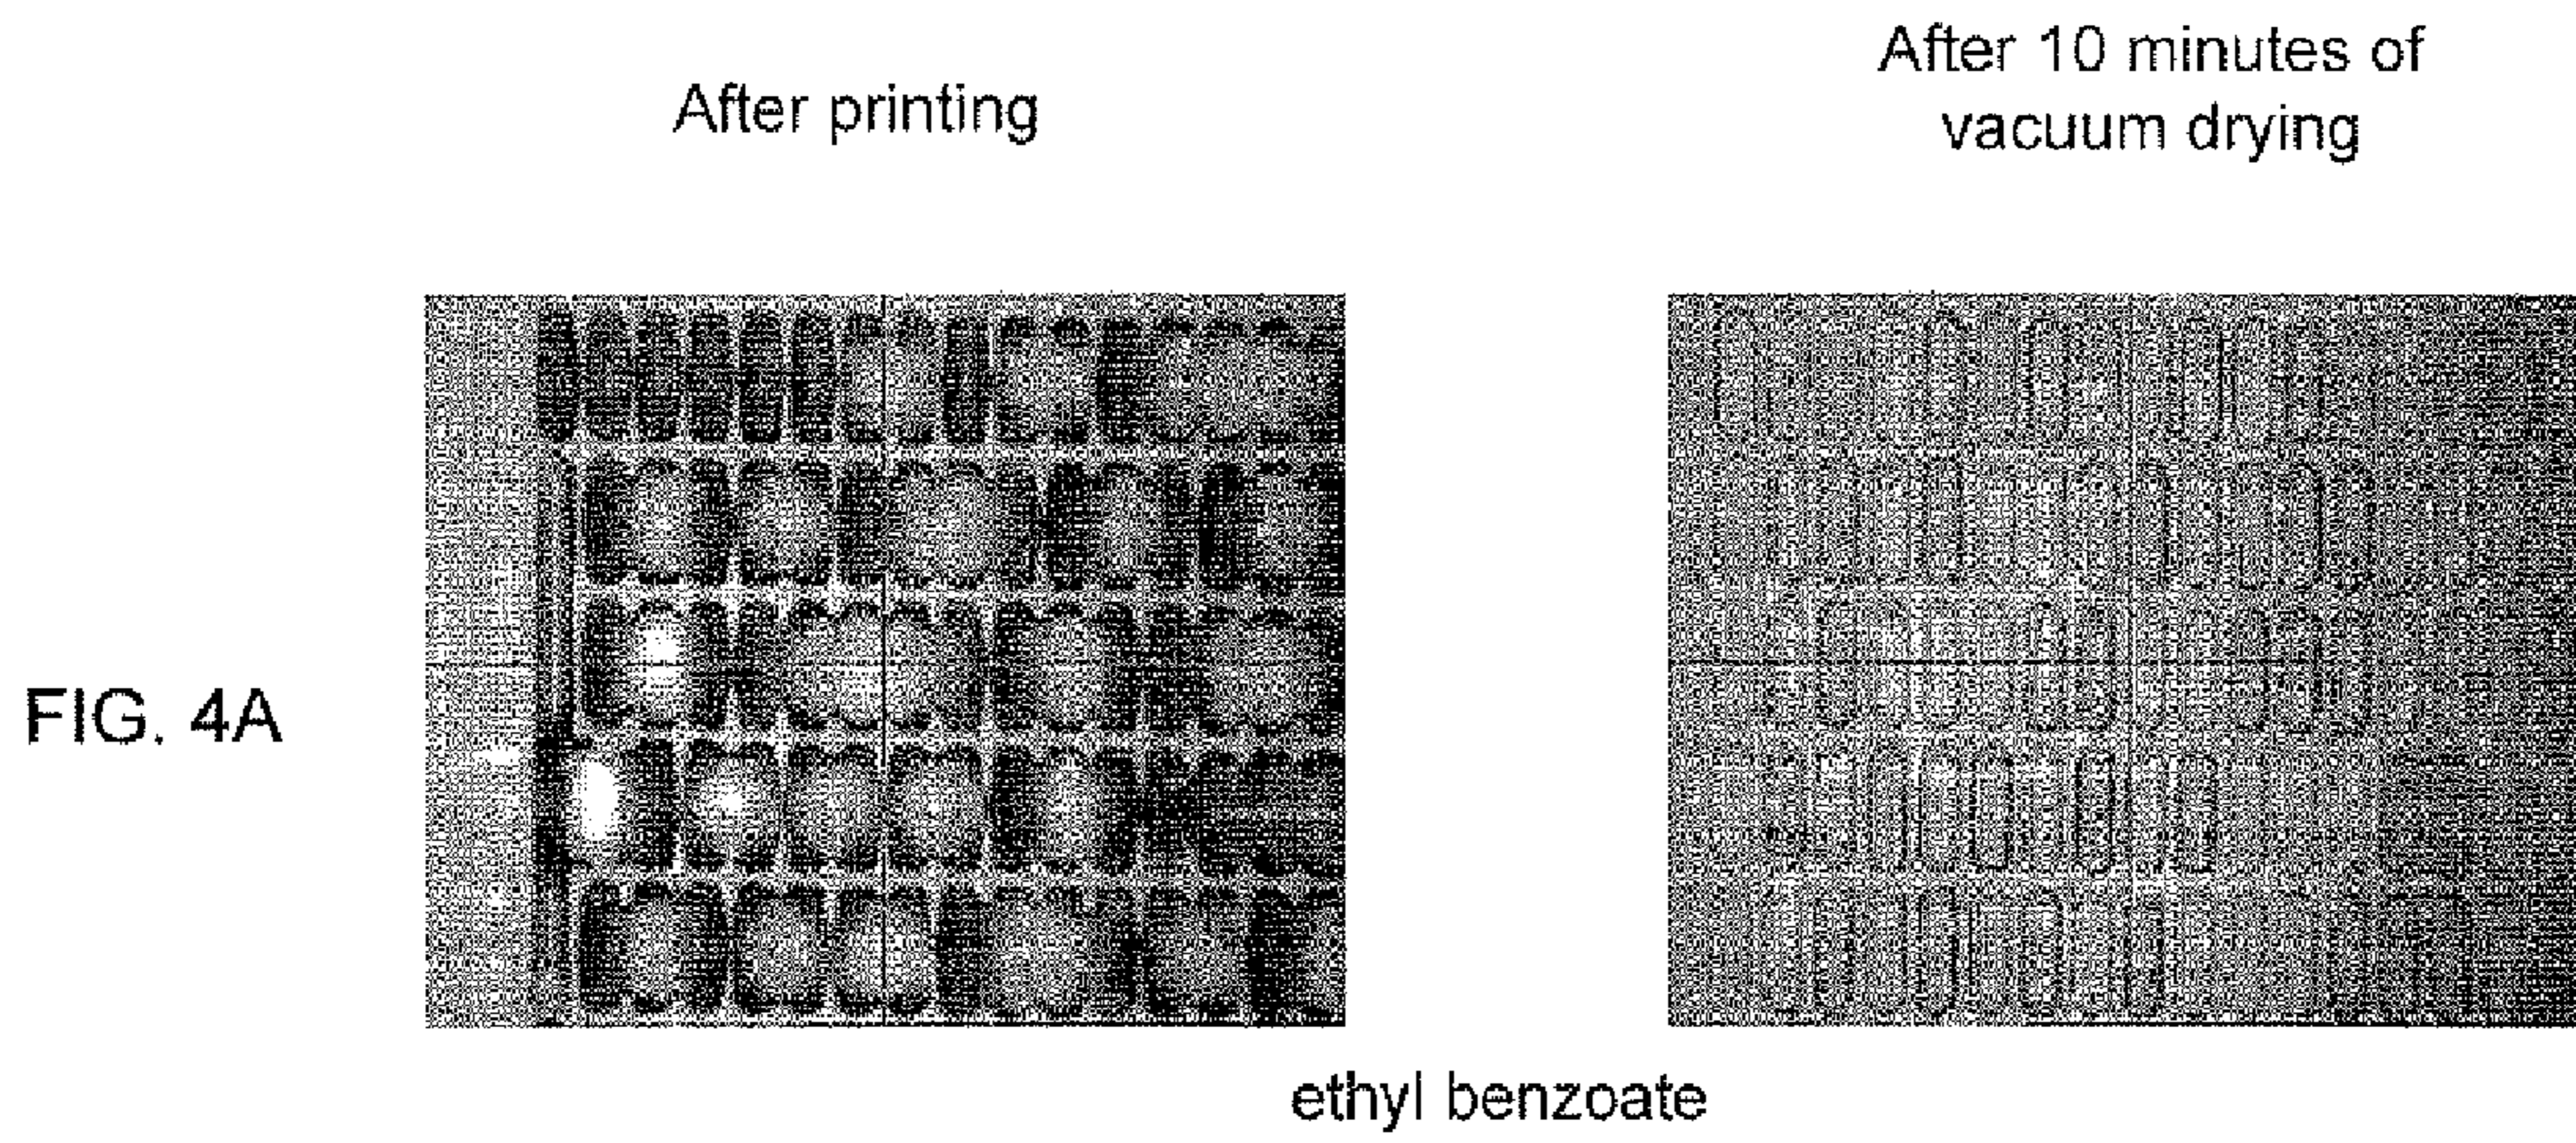 After printing
After 10 minutes of
vacuum drying
FIG. 4A
ethyl benzoate